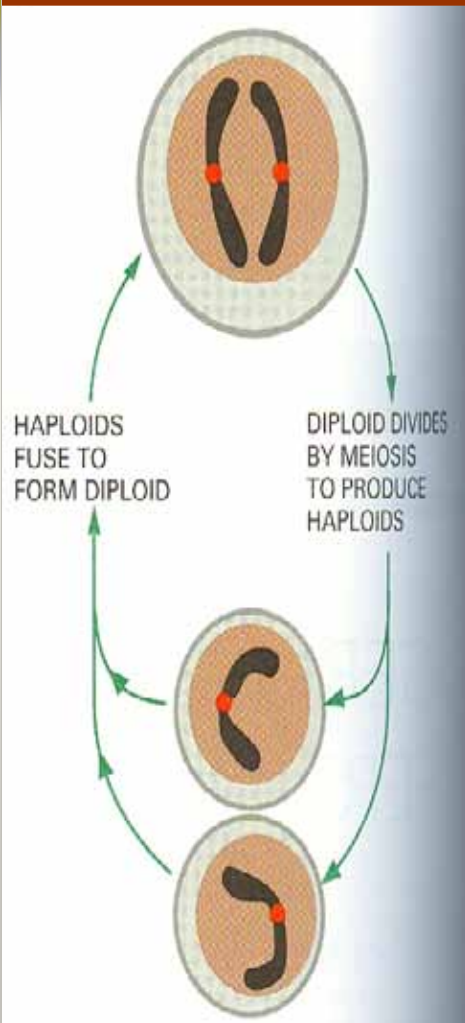 HAPLOIDS
FUSE TO
FORM DIPLOID
DIPLOID DIVIDES
BY MEIOSIS
TO PRODUCE
HAPLOIDS